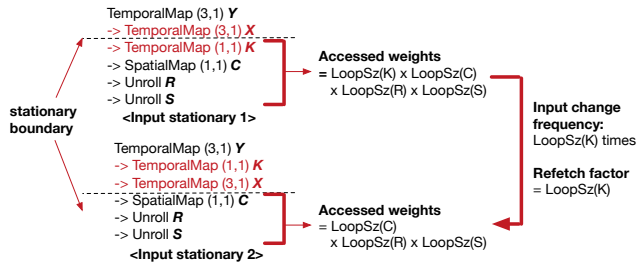 TemporalMap (3,1) Y
-> TemporalMap (3,1) X
-> TemporalMap (1,1) K
-> SpatialMap (1,1) C
-> Unroll R
-> Unroll S
<Input stationary 1>
stationary
boundary
Accessed weights
= LoopSz(K) x LoopSz(C)
x LoopSz(R) x LoopSz(S)
Input change
frequency:
LoopSz(K) times
Refetch factor
= LoopSz(K)
TemporalMap (3,1) Y
-> TemporalMap (1,1) K
-> TemporalMap (3,1) X
-> SpatialMap (1,1) C
-> Unroll R
-> Unroll S
<Input stationary 2>
Accessed weights
= LoopSz(C)
x LoopSz(R) x LoopSz(S)